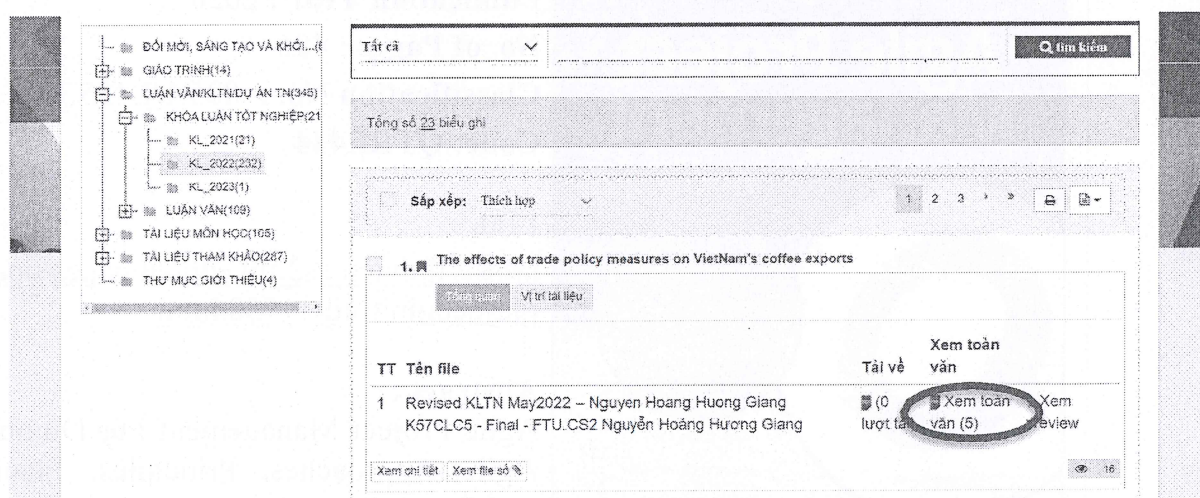 ĐỔI MỚI, SÁNG TẠO VÀ KHỞI...(
GIÁO TRÌNH(14)
LUẬN VĂN/KLTN/DỰ ÁN TN(345)
KHÓA LUẬN TỐT NGHIỆP(21
KL_2021(21)
KL_2022(232)
KL_2023(1)
LUẬN VĂN(109)
TÀI LIỆU MÔN HỌC(105)
TÀI LIỆU THAM KHẢO(287)
THƯ MỤC GIỚI THIỆU(4)
Tất cả
tìm kiếm
Tổng số 23 biểu ghi
Sắp xếp: Thích hợp
1 2 3 › »
1. The effects of trade policy measures on VietNam's coffee exports
Vị trí tài liệu
TT Tên file Tải về Xem toàn văn
1 Revised KLTN May2022 – Nguyen Hoang Huong Giang (0 Xem toàn Xem
K57CLC5 - Final - FTU.CS2 Nguyễn Hoàng Hương Giang lượt tả văn (5) review
Xem chi tiết Xem file số 16